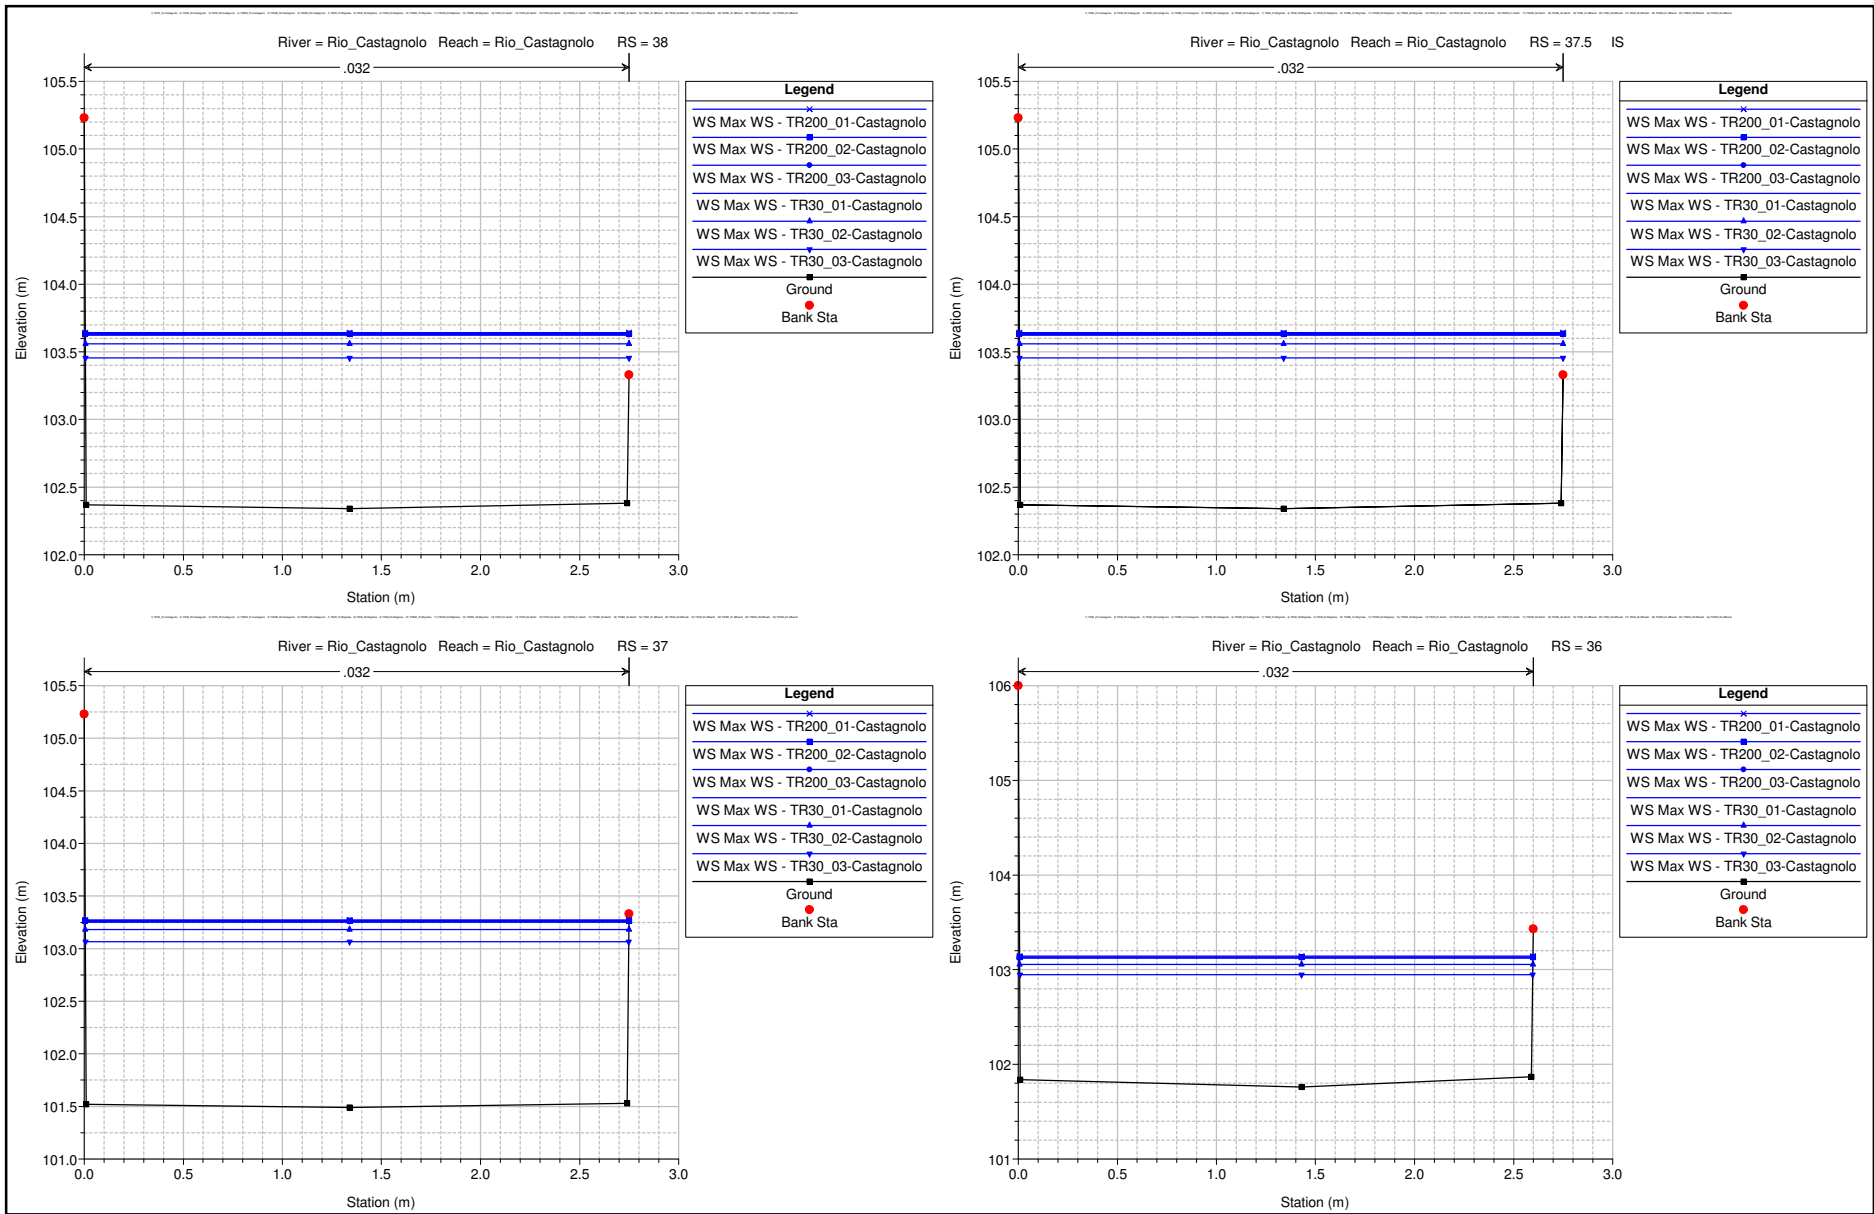 River = Rio_Castagnolo Reach = Rio_Castagnolo RS = 38
.032
Elevation (m)
105.5
105.0
104.5
104.0
103.5
103.0
102.5
102.0
0.0 0.5 1.0 1.5 2.0 2.5 3.0
Station (m)
Legend
WS Max WS - TR200_01-Castagnolo
WS Max WS - TR200_02-Castagnolo
WS Max WS - TR200_03-Castagnolo
WS Max WS - TR30_01-Castagnolo
WS Max WS - TR30_02-Castagnolo
WS Max WS - TR30_03-Castagnolo
Ground
Bank Sta
River = Rio_Castagnolo Reach = Rio_Castagnolo RS = 37.5 IS
.032
Elevation (m)
105.5
105.0
104.5
104.0
103.5
103.0
102.5
102.0
0.0 0.5 1.0 1.5 2.0 2.5 3.0
Station (m)
Legend
WS Max WS - TR200_01-Castagnolo
WS Max WS - TR200_02-Castagnolo
WS Max WS - TR200_03-Castagnolo
WS Max WS - TR30_01-Castagnolo
WS Max WS - TR30_02-Castagnolo
WS Max WS - TR30_03-Castagnolo
Ground
Bank Sta
River = Rio_Castagnolo Reach = Rio_Castagnolo RS = 37
.032
Elevation (m)
105.5
105.0
104.5
104.0
103.5
103.0
102.5
102.0
101.5
101.0
0.0 0.5 1.0 1.5 2.0 2.5 3.0
Station (m)
Legend
WS Max WS - TR200_01-Castagnolo
WS Max WS - TR200_02-Castagnolo
WS Max WS - TR200_03-Castagnolo
WS Max WS - TR30_01-Castagnolo
WS Max WS - TR30_02-Castagnolo
WS Max WS - TR30_03-Castagnolo
Ground
Bank Sta
River = Rio_Castagnolo Reach = Rio_Castagnolo RS = 36
.032
Elevation (m)
106
105
104
103
102
101
0.0 0.5 1.0 1.5 2.0 2.5 3.0
Station (m)
Legend
WS Max WS - TR200_01-Castagnolo
WS Max WS - TR200_02-Castagnolo
WS Max WS - TR200_03-Castagnolo
WS Max WS - TR30_01-Castagnolo
WS Max WS - TR30_02-Castagnolo
WS Max WS - TR30_03-Castagnolo
Ground
Bank Sta